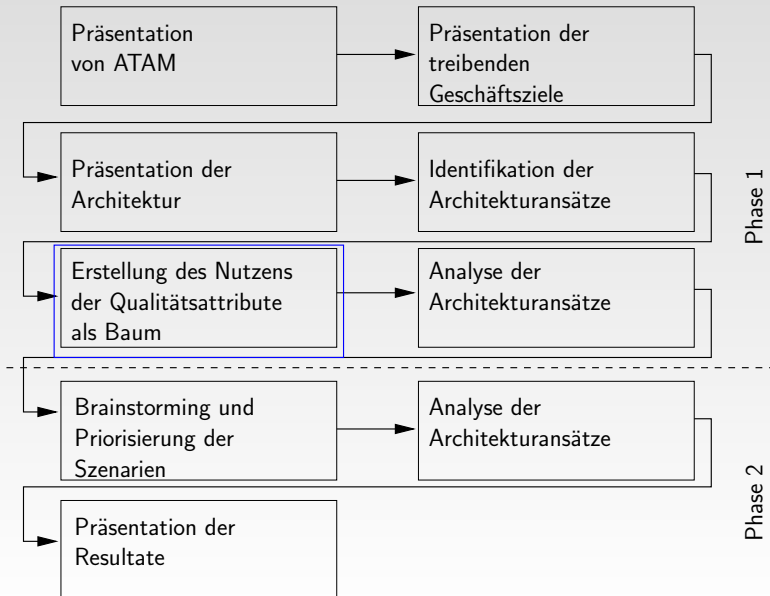 Präsentation
von ATAM
Präsentation der
treibenden
Geschäftsziele
Präsentation der
Architektur
Identifikation der
Architekturansätze
Erstellung des Nutzens
der Qualitätsattribute
als Baum
Analyse der
Architekturansätze
Phase 1
Brainstorming und
Priorisierung der
Szenarien
Analyse der
Architekturansätze
Präsentation der
Resultate
Phase 2